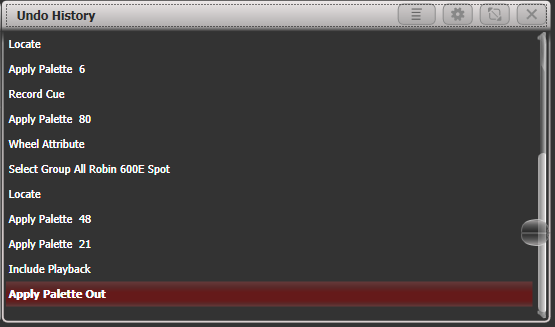 Undo History
Locate
Apply Palette 6
Record Cue
Apply Palette 80
Wheel Attribute
Select Group All Robin 600E Spot
Locate
Apply Palette 48
Apply Palette 21
Include Playback
Apply Palette Out